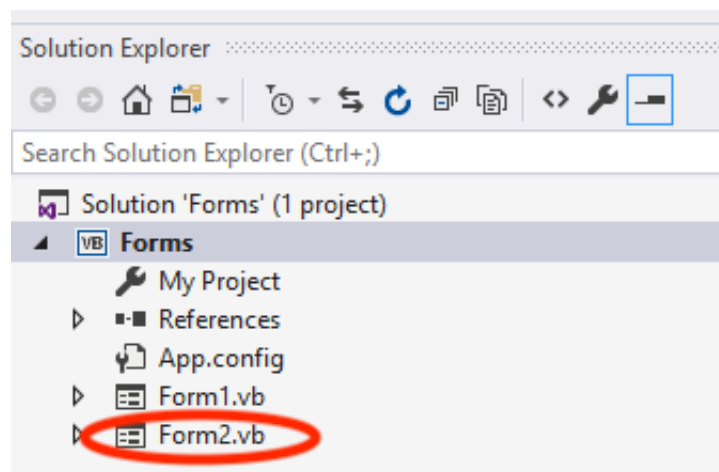 Solution Explorer
Search Solution Explorer (Ctrl+;)
Solution 'Forms' (1 project)
VB Forms
My Project
References
App.config
Form1.vb
Form2.vb